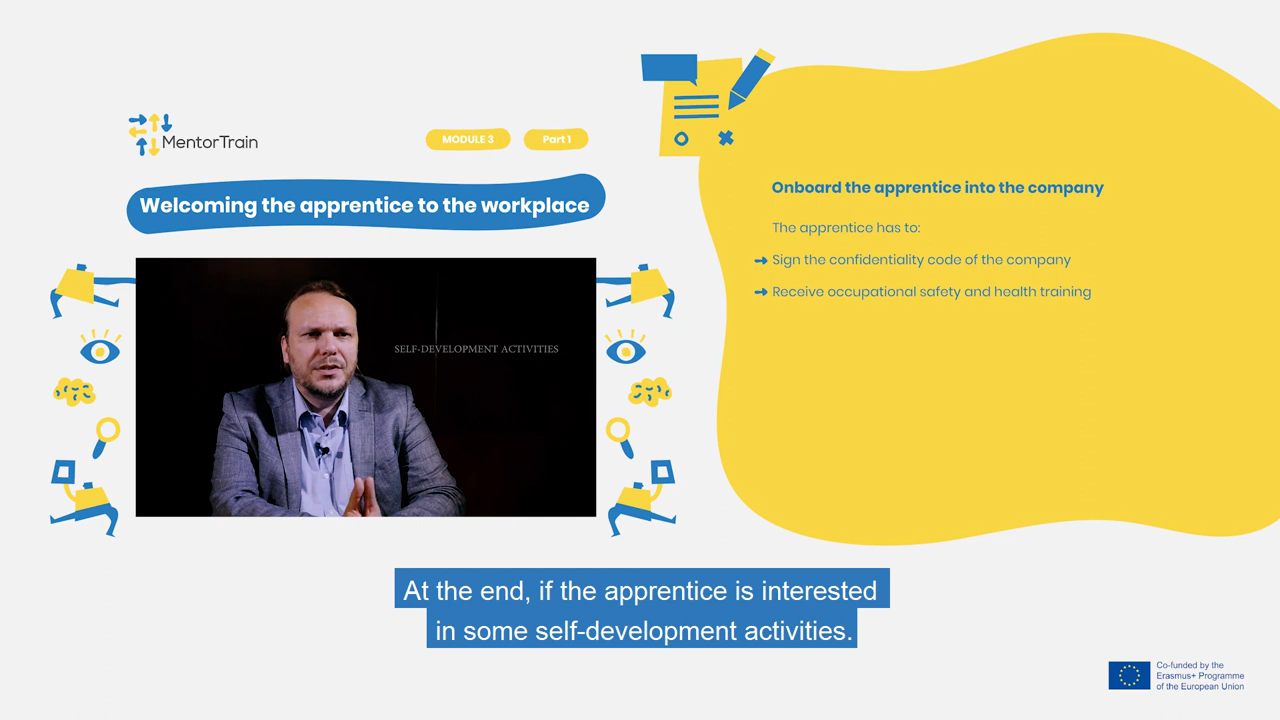 MentorTrain
MODULE 3
Part 1
Welcoming the apprentice to the workplace
SELF-DEVELOPMENT ACTIVITIES
Onboard the apprentice into the company
The apprentice has to:
Sign the confidentiality code of the company
Receive occupational safety and health training
At the end, if the apprentice is interested
in some self-development activities.
Co-funded by the
Erasmus+ Programme
of the European Union